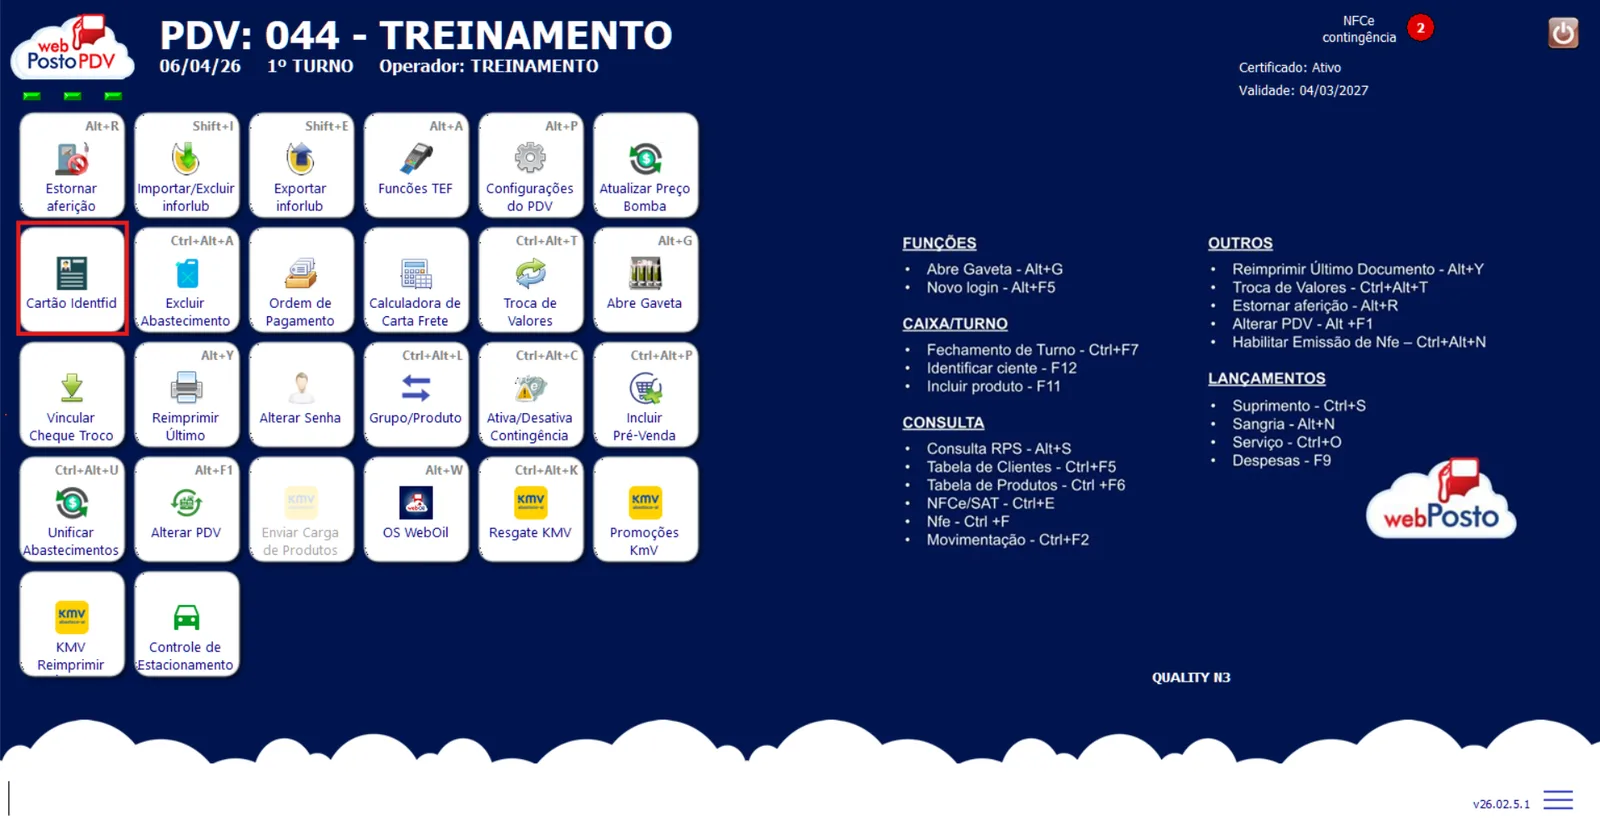 web
Posto PDV
PDV: 044 - TREINAMENTO
06/04/26 1º TURNO Operador: TREINAMENTO
NFCe
contingência
2
Certificado: Ativo
Validade: 04/03/2027
Alt+R
Estornar
aferição
Shift+I
Importar/Excluir
inforlub
Shift+E
Exportar
inforlub
Alt+A
Funcões TEF
Alt+P
Configurações
do PDV
Atualizar Preço
Bomba
Cartão Identfid
Ctrl+Alt+A
Excluir
Abastecimento
Ordem de
Pagamento
Calculadora de
Carta Frete
Ctrl+Alt+T
Troca de
Valores
Alt+G
Abre Gaveta
Vincular
Cheque Troco
Alt+Y
Reimprimir
Último
Alterar Senha
Ctrl+Alt+L
Grupo/Produto
Ctrl+Alt+C
Ativa/Desativa
Contingência
Ctrl+Alt+P
Incluir
Pré-Venda
Ctrl+Alt+U
Unificar
Abastecimentos
Alt+F1
Alterar PDV
KMV
Enviar Carga
de Produtos
Alt+W
OS WebOil
Ctrl+Alt+K
KMV
Resgate KMV
KMV
Promoções
KmV
KMV
KMV
Reimprimir
Controle de
Estacionamento
FUNÇÕES
• Abre Gaveta - Alt+G
• Novo login - Alt+F5
CAIXA/TURNO
• Fechamento de Turno - Ctrl+F7
• Identificar ciente - F12
• Incluir produto - F11
CONSULTA
• Consulta RPS - Alt+S
• Tabela de Clientes - Ctrl+F5
• Tabela de Produtos - Ctrl +F6
• NFCe/SAT - Ctrl+E
• Nfe - Ctrl +F
• Movimentação - Ctrl+F2
OUTROS
• Reimprimir Último Documento - Alt+Y
• Troca de Valores - Ctrl+Alt+T
• Estornar aferição - Alt+R
• Alterar PDV - Alt +F1
• Habilitar Emissão de Nfe – Ctrl+Alt+N
LANÇAMENTOS
• Suprimento - Ctrl+S
• Sangria - Alt+N
• Serviço - Ctrl+O
• Despesas - F9
webPosto
QUALITY N3
v26.02.5.1